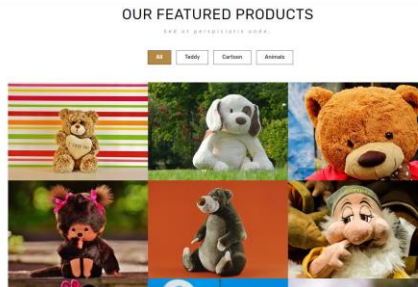 OUR FEATURED PRODUCTS
Sed ut perspiciatis unde.
All
Teddy
Cartoon
Animals